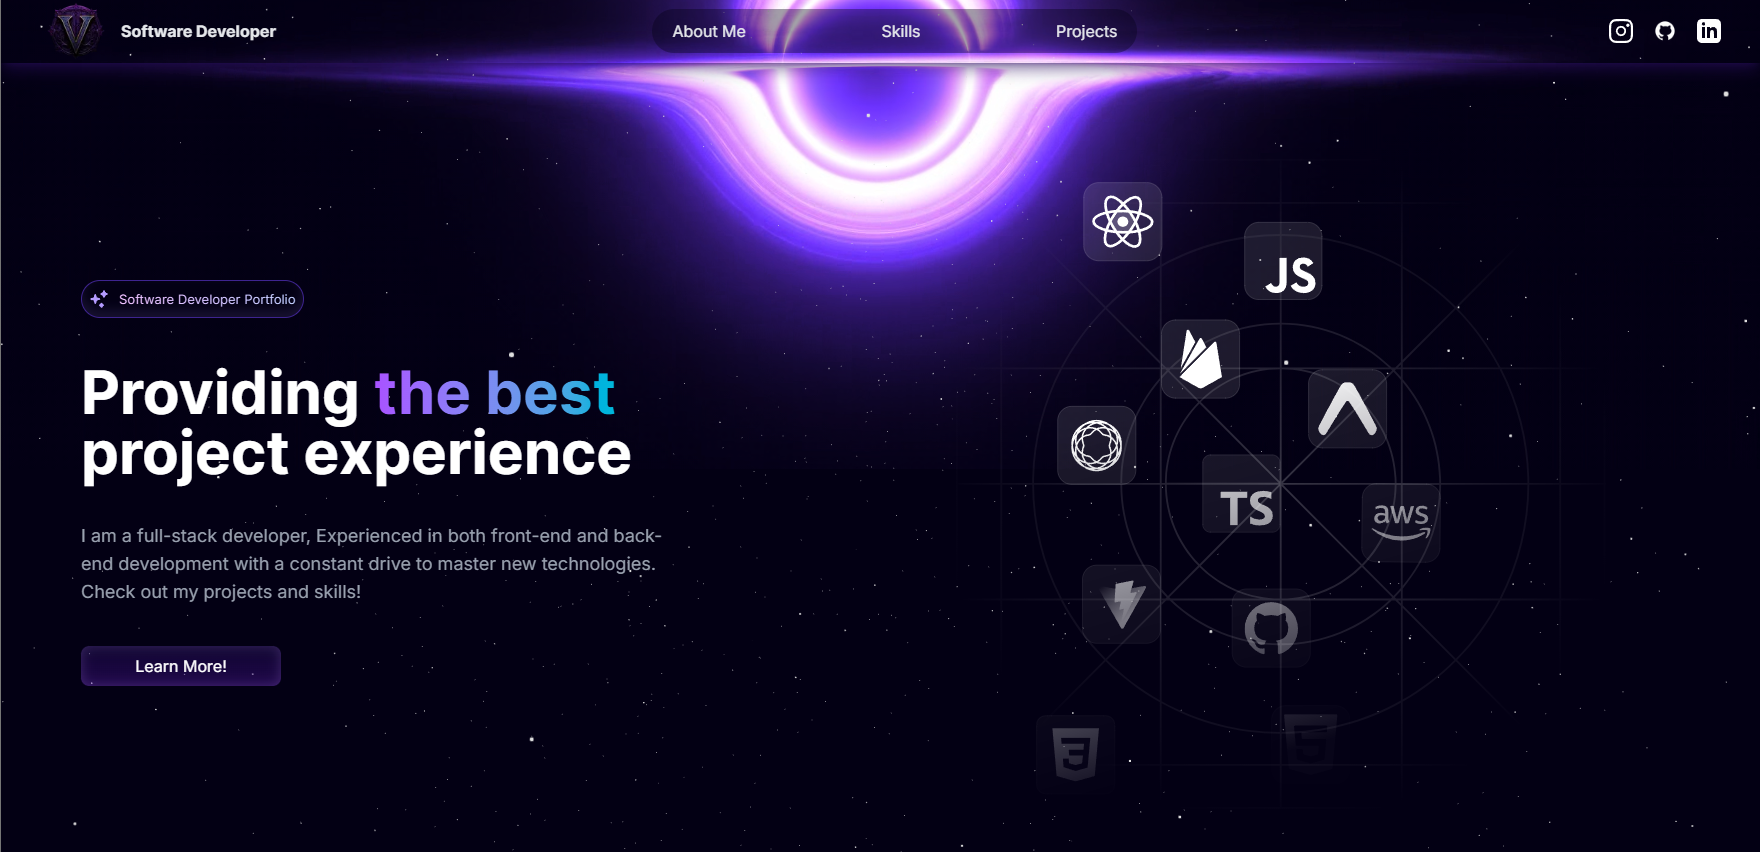 Software Developer
About Me
Skills
Projects
in
Software Developer Portfolio
Providing the best
project experience
I am a full-stack developer, Experienced in both front-end and back-
end development with a constant drive to master new technologies.
Check out my projects and skills!
Learn More!
JS
TS
aws
3
5